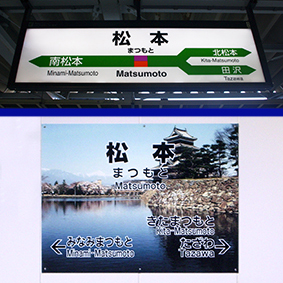 松本
まつもと
南松本
Minami-Matsumoto
Matsumoto
北松本
Kita-Matsumoto
田沢
Tazawa
松本
まつもと
Matsumoto
きたまつもと
Kita-Matsumoto
みなみまつもと
Minami-Matsumoto
たざわ
Tazawa